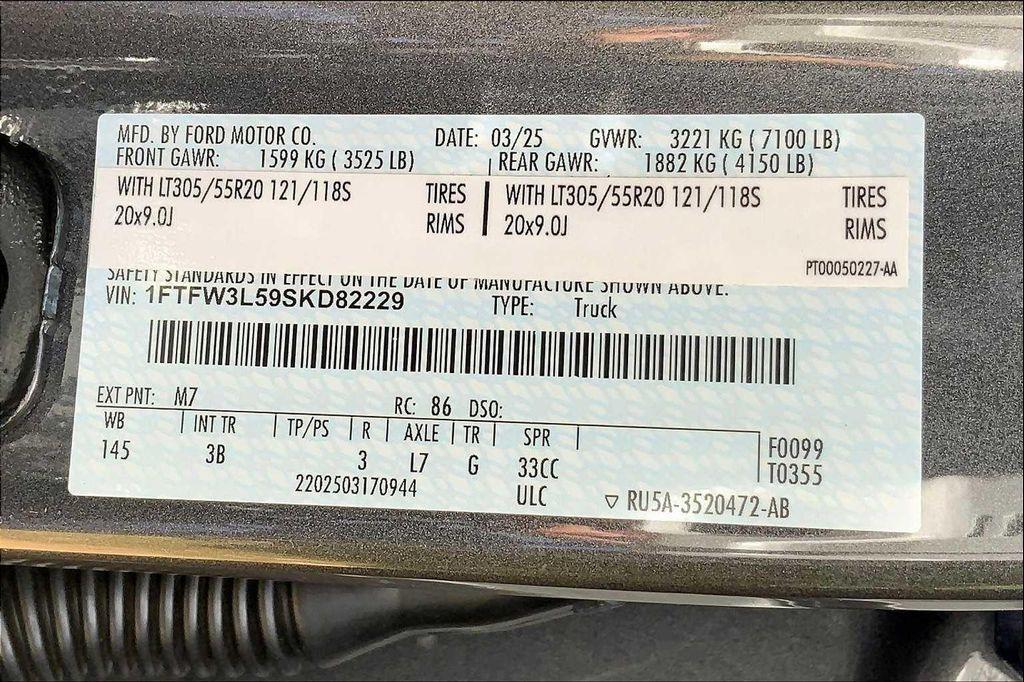 MFD. BY FORD MOTOR CO. DATE: 03/25 GVWR: 3221 KG ( 7100 LB)
FRONT GAWR: 1599 KG ( 3525 LB) REAR GAWR: 1882 KG ( 4150 LB)
WITH LT305/55R20 121/118S TIRES WITH LT305/55R20 121/118S TIRES
20x9.0J RIMS 20x9.0J RIMS
PT00050227-AA
SAFETY STANDARDS IN EFFECT ON THE DATE OF MANUFACTURE SHOWN ABOVE.
VIN: 1FTFW3L59SKD82229 TYPE: Truck
EXT PNT: M7 RC: 86 DSO:
WB INT TR TP/PS R AXLE TR SPR F0099
145 3B 3 L7 G 33CC T0355
2202503170944 ULC ▽ RU5A-3520472-AB